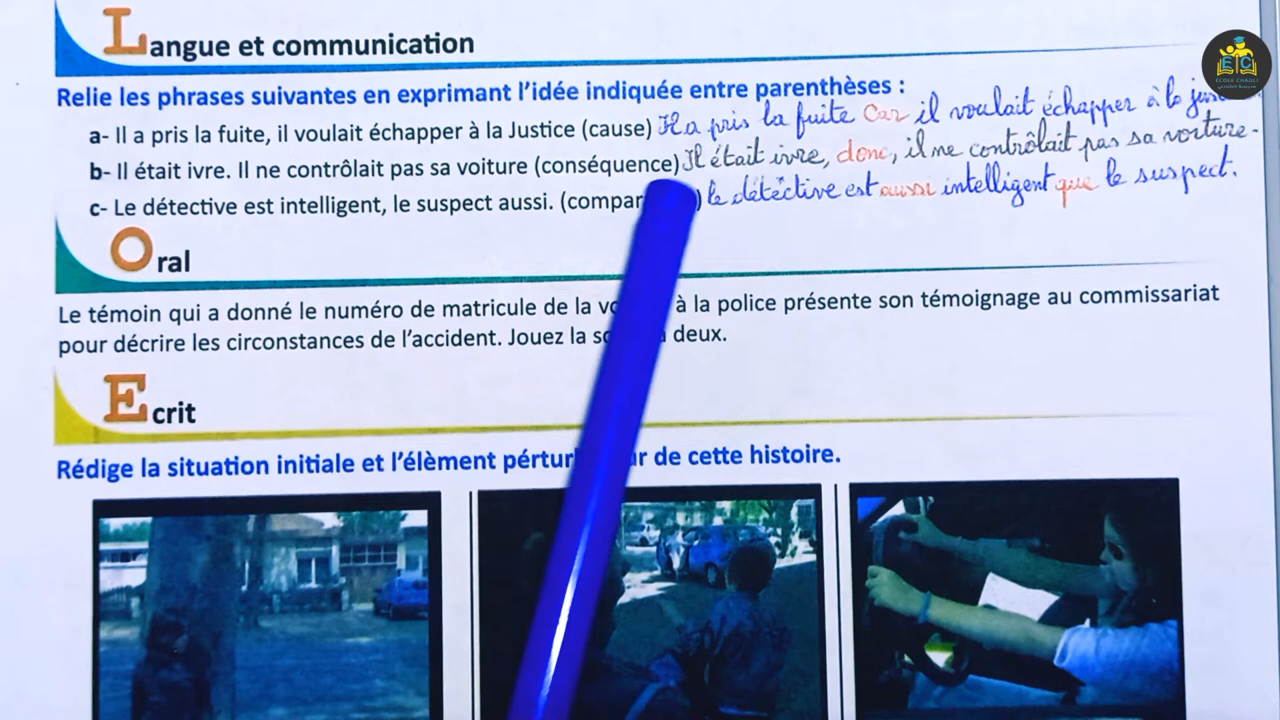 Langue et communication
Relie les phrases suivantes en exprimant l'idée indiquée entre parenthèses :
a- Il a pris la fuite, il voulait échapper à la Justice (cause) Il a pris la fuite car il voulait échapper à la
b- Il était ivre. Il ne contrôlait pas sa voiture (conséquence) Il était ivre, donc, il ne contrôlait pas sa voiture.
c- Le détective est intelligent, le suspect aussi. (compar ) le détective est aussi intelligent que le suspect.
Oral
Le témoin qui a donné le numéro de matricule de la à la police présente son témoignage au commissariat
pour décrire les circonstances de l'accident. Jouez la deux.
Ecrit
Rédige la situation initiale et l'élèment de cette histoire.
EC
ECOLE CHADLI